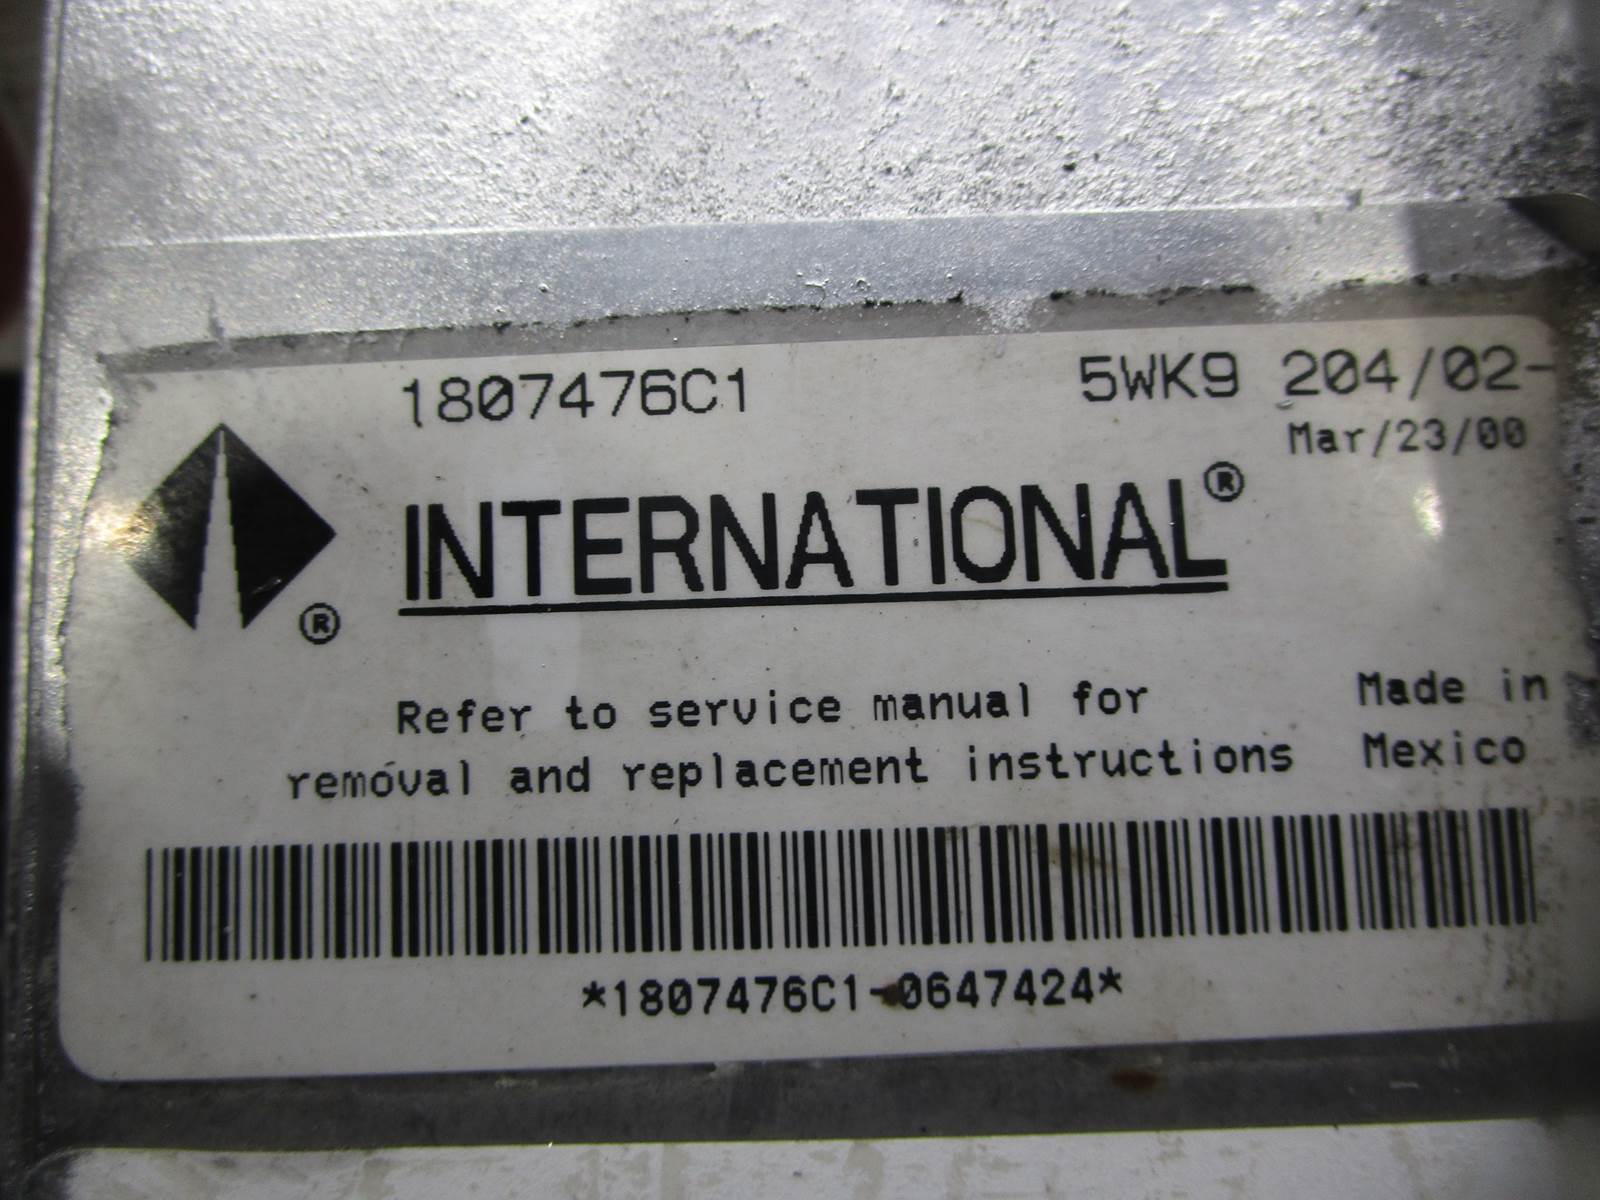 1807476C1 5WK9 204/02-
Mar/23/00
INTERNATIONAL®
®
Refer to service manual for
removal and replacement instructions
Made in
Mexico
*1807476C1-0647424*